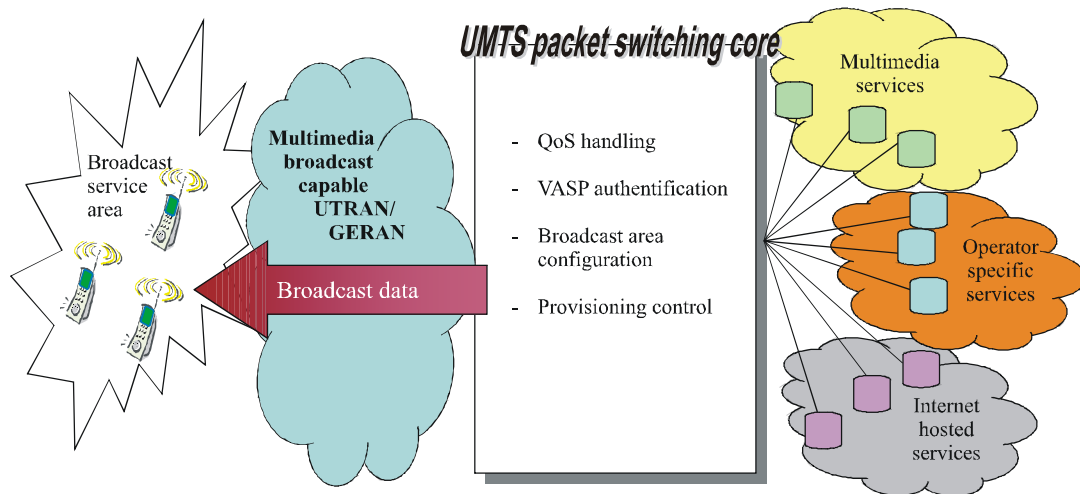 UMTS packet switching core
Broadcast
service
area
Multimedia
broadcast
capable
UTRAN/
GERAN
Broadcast data
- QoS handling
- VASP authentification
- Broadcast area
configuration
- Provisioning control
Multimedia
services
Operator
specific
services
Internet
hosted
services